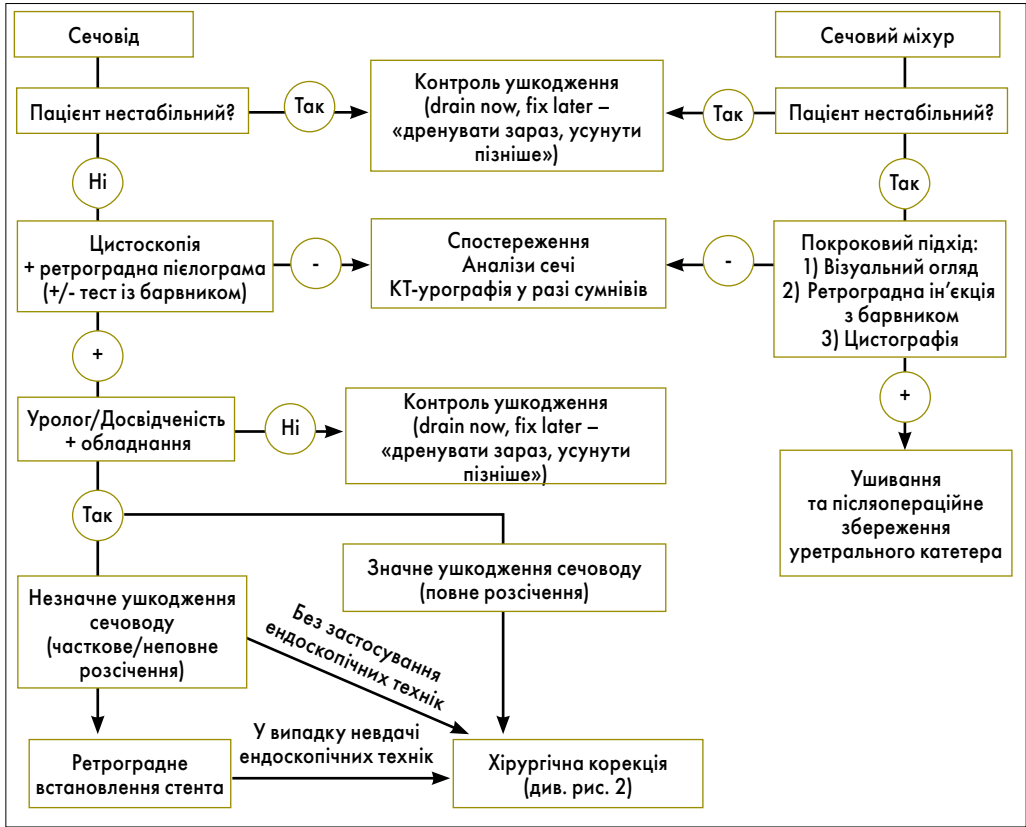 Сечовід
Сечовий міхур
Пацієнт нестабільний?
Так
Контроль ушкодження
(drain now, fix later –
«дренувати зараз, усунути
пізніше»)
Так
Пацієнт нестабільний?
Ні
Так
Цистоскопія
+ ретроградна пієлограма
(+/- тест із барвником)
-
Спостереження
Аналізи сечі
КТ-урографія у разі сумнівів
-
Покроковий підхід:
1) Візуальний огляд
2) Ретроградна ін’єкція
з барвником
3) Цистографія
+
+
Уролог/Досвідченість
+ обладнання
Ні
Контроль ушкодження
(drain now, fix later –
«дренувати зараз, усунути
пізніше»)
Ушивання
та післяопераційне
збереження
уретрального катетера
Так
Значне ушкодження сечоводу
(повне розсічення)
Незначне ушкодження
сечоводу
(часткове/неповне
розсічення)
Без застосування
ендоскопічних технік
У випадку невдачі
ендоскопічних технік
Ретроградне
встановлення стента
Хірургічна корекція
(див. рис. 2)